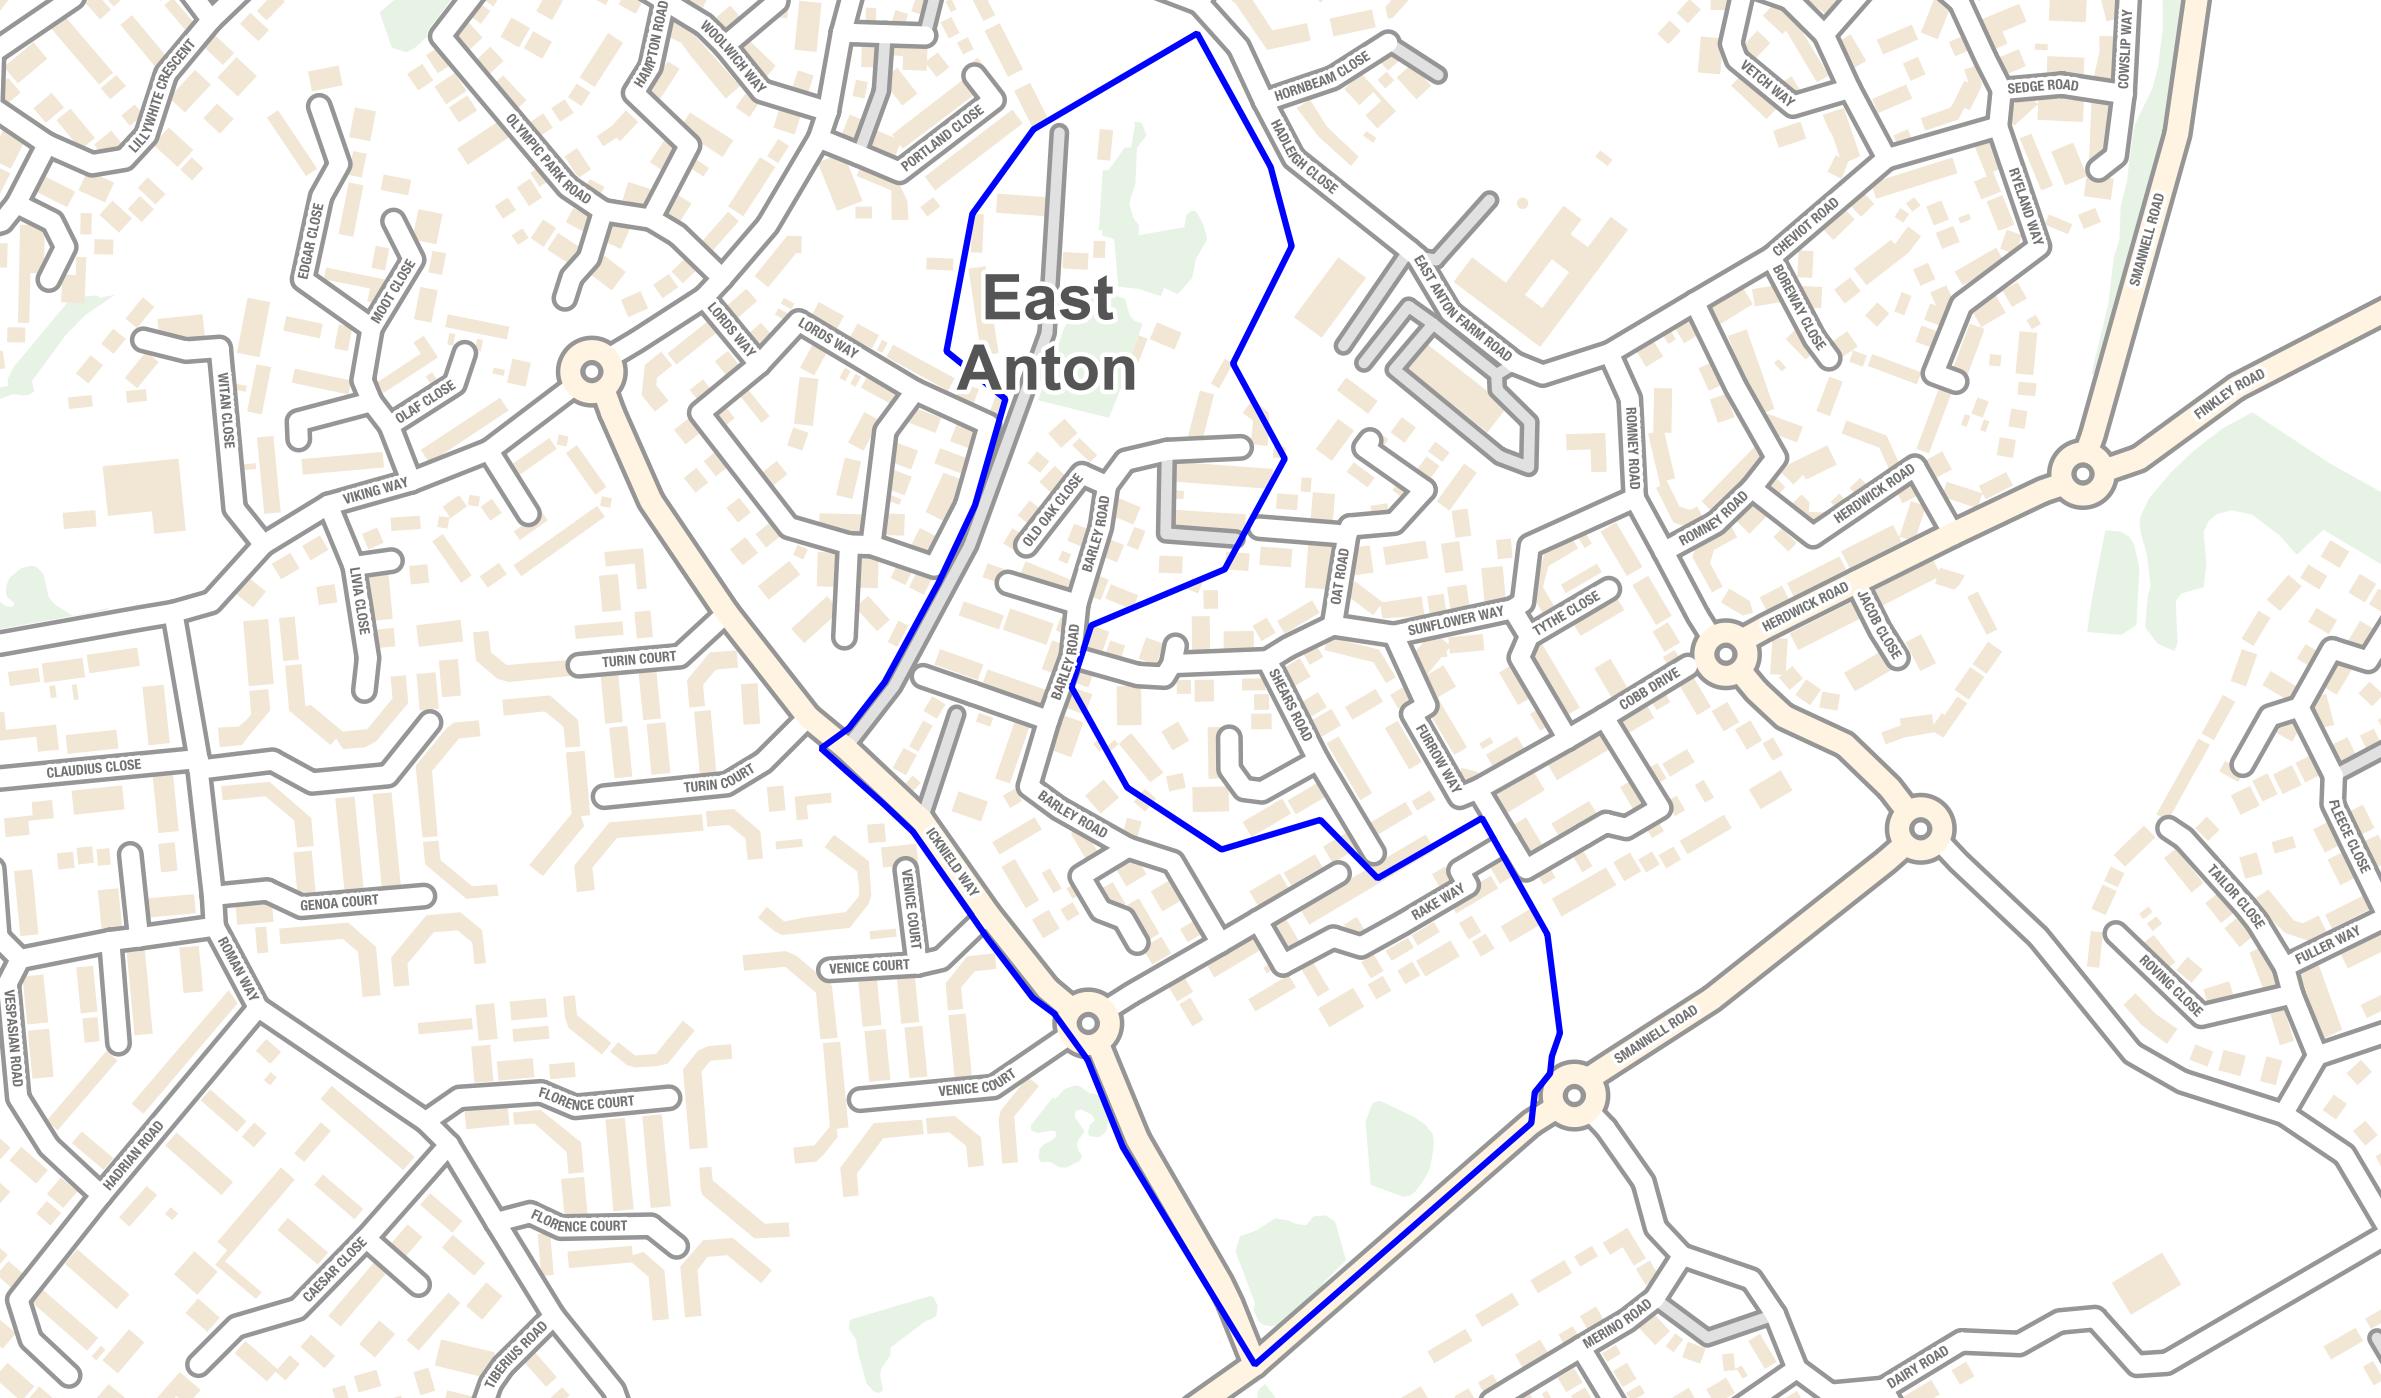 HAMPTON ROAD
WOOLWICH WAY
LILLYWHITE CRESCENT
OLYMPIC PARK ROAD
PORTLAND CLOSE
HORNBEAM CLOSE
HADLEIGH CLOSE
VETCH WAY
SEDGE ROAD
COWSLIP WAY
RYELAND WAY
SMANNELL ROAD
CHEVIOT ROAD
BOREWAY CLOSE
EDGAR CLOSE
MOOT CLOSE
LORDS WAY
LORDS WAY
East
Anton
EAST ANTON FARM ROAD
WITAN CLOSE
OLAF CLOSE
VIKING WAY
ROMNEY ROAD
FINKLEY ROAD
OLD OAK CLOSE
BARLEY ROAD
HERDWICK ROAD
ROMNEY ROAD
LIVIA CLOSE
OAT ROAD
SUNFLOWER WAY
TYTHE CLOSE
HERDWICK ROAD
JACOB CLOSE
TURIN COURT
BARLEY ROAD
SHEARS ROAD
COBB DRIVE
FURROW WAY
CLAUDIUS CLOSE
TURIN COURT
BARLEY ROAD
ICKNIELD WAY
FLEECE CLOSE
TAILOR CLOSE
GENOA COURT
VENICE COURT
RAKE WAY
FULLER WAY
ROMAN WAY
VENICE COURT
ROVING CLOSE
VESPASIAN ROAD
SMANNELL ROAD
VENICE COURT
FLORENCE COURT
HADRIAN ROAD
FLORENCE COURT
CAESAR CLOSE
MERINO ROAD
TIBERIUS ROAD
DAIRY ROAD